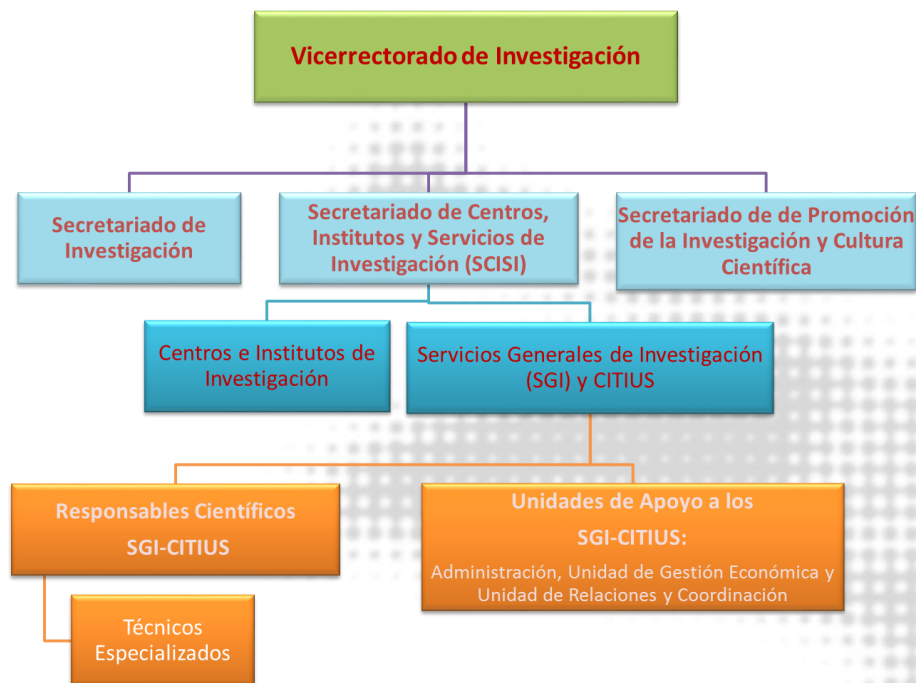 Vicerrectorado de Investigación
Secretariado de
Investigación
Secretariado de Centros,
Institutos y Servicios de
Investigación (SCISI)
Secretariado de de Promoción
de la Investigación y Cultura
Científica
Centros e Institutos de
Investigación
Servicios Generales de Investigación
(SGI) y CITIUS
Responsables Científicos
SGI-CITIUS
Unidades de Apoyo a los
SGI-CITIUS:
Administración, Unidad de Gestión Económica y
Unidad de Relaciones y Coordinación
Técnicos
Especializados